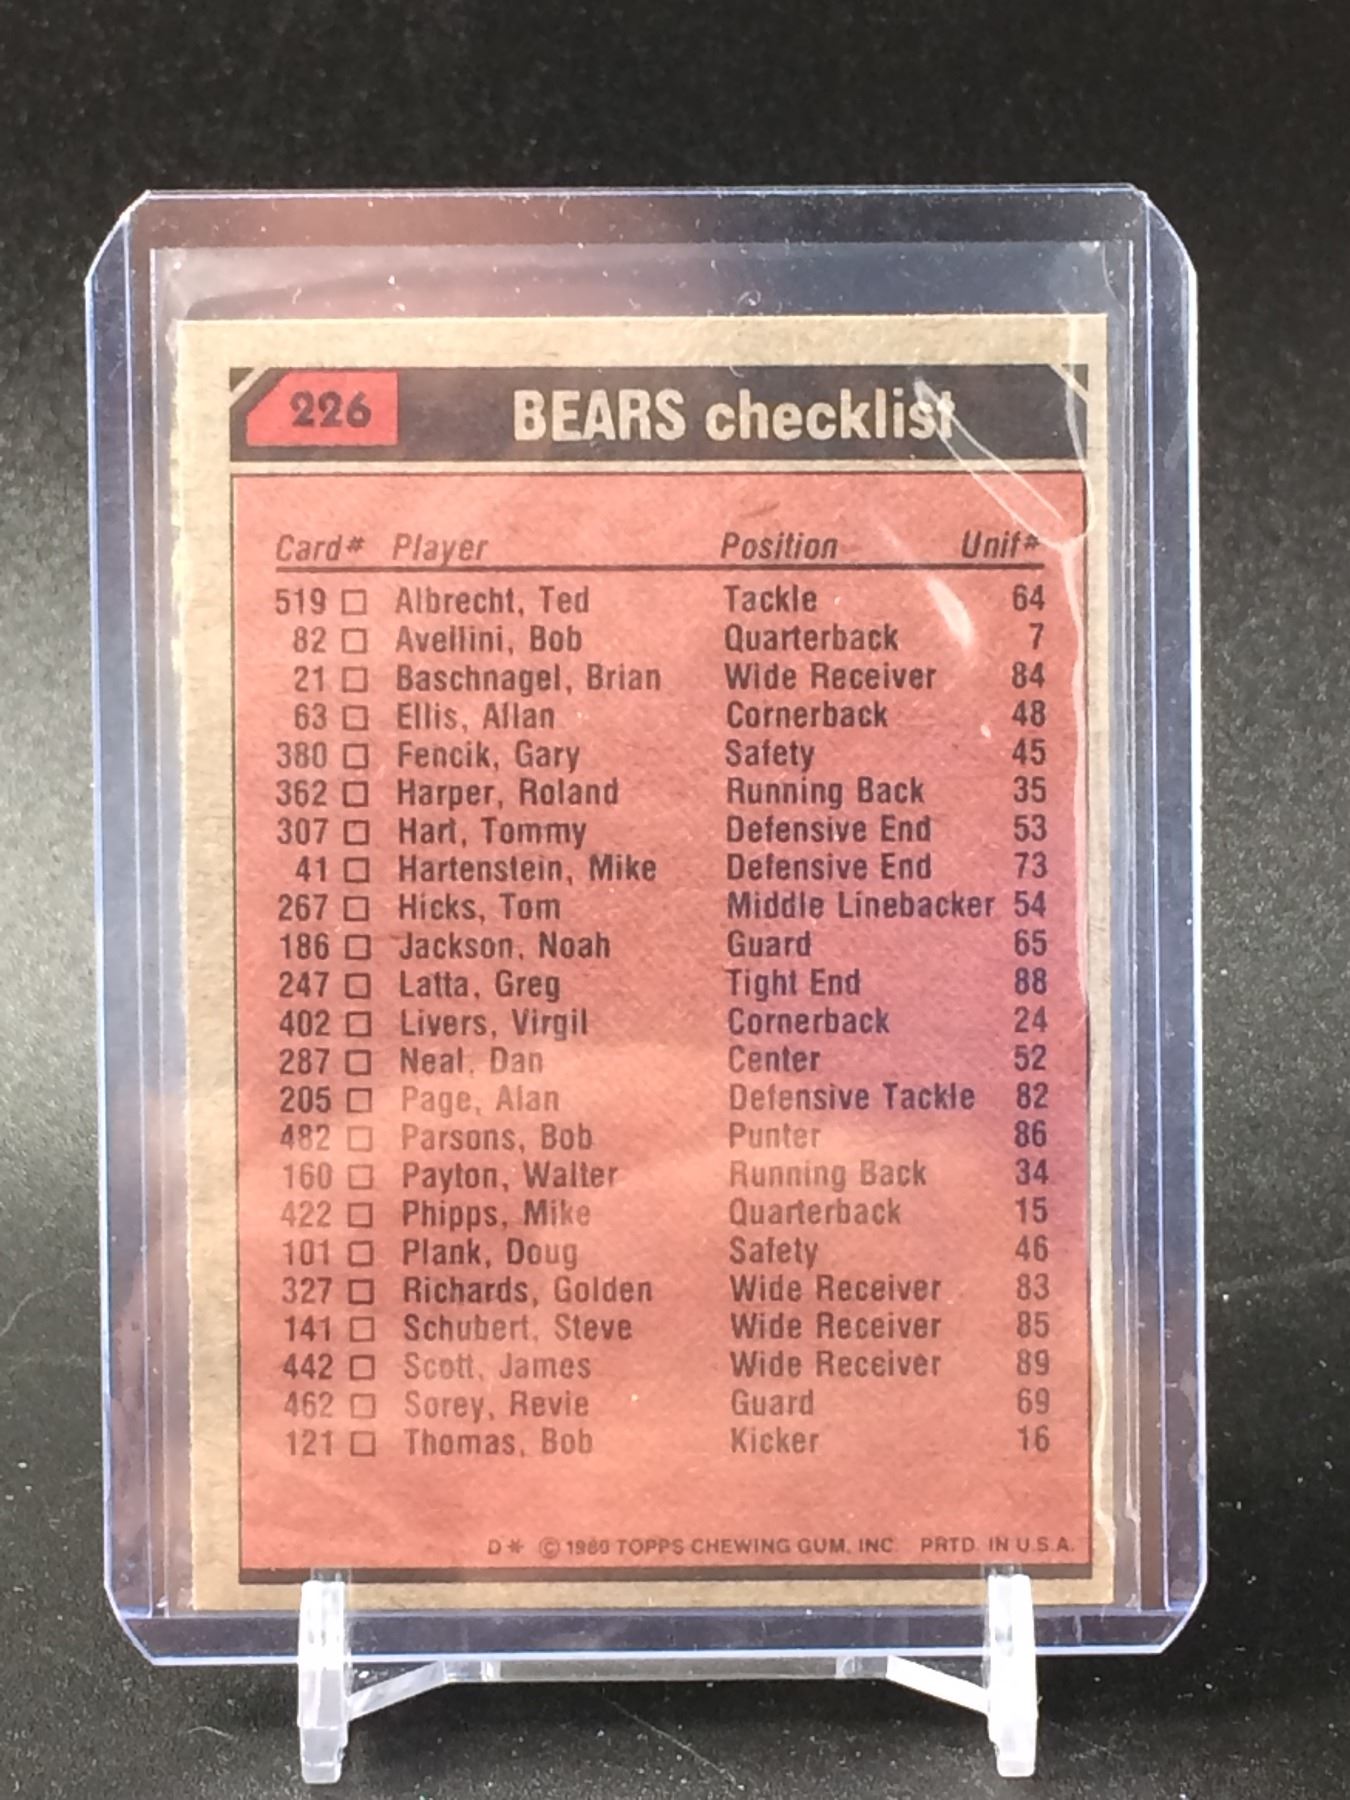 226 BEARS checklist
Card# Player Position Unif#
519 □ Albrecht, Ted Tackle 64
82 □ Avellini, Bob Quarterback 7
21 □ Baschnagel, Brian Wide Receiver 84
63 □ Ellis, Allan Cornerback 48
380 □ Fencik, Gary Safety 45
362 □ Harper, Roland Running Back 35
307 □ Hart, Tommy Defensive End 53
41 □ Hartenstein, Mike Defensive End 73
267 □ Hicks, Tom Middle Linebacker 54
186 □ Jackson, Noah Guard 65
247 □ Latta, Greg Tight End 88
402 □ Livers, Virgil Cornerback 24
287 □ Neal, Dan Center 52
205 □ Page, Alan Defensive Tackle 82
482 □ Parsons, Bob Punter 86
160 □ Payton, Walter Running Back 34
422 □ Phipps, Mike Quarterback 15
101 □ Plank, Doug Safety 46
327 □ Richards, Golden Wide Receiver 83
141 □ Schubert, Steve Wide Receiver 85
442 □ Scott, James Wide Receiver 89
462 □ Sorey, Revie Guard 69
121 □ Thomas, Bob Kicker 16
D* © 1980 TOPPS CHEWING GUM, INC. PRTD. IN U.S.A.